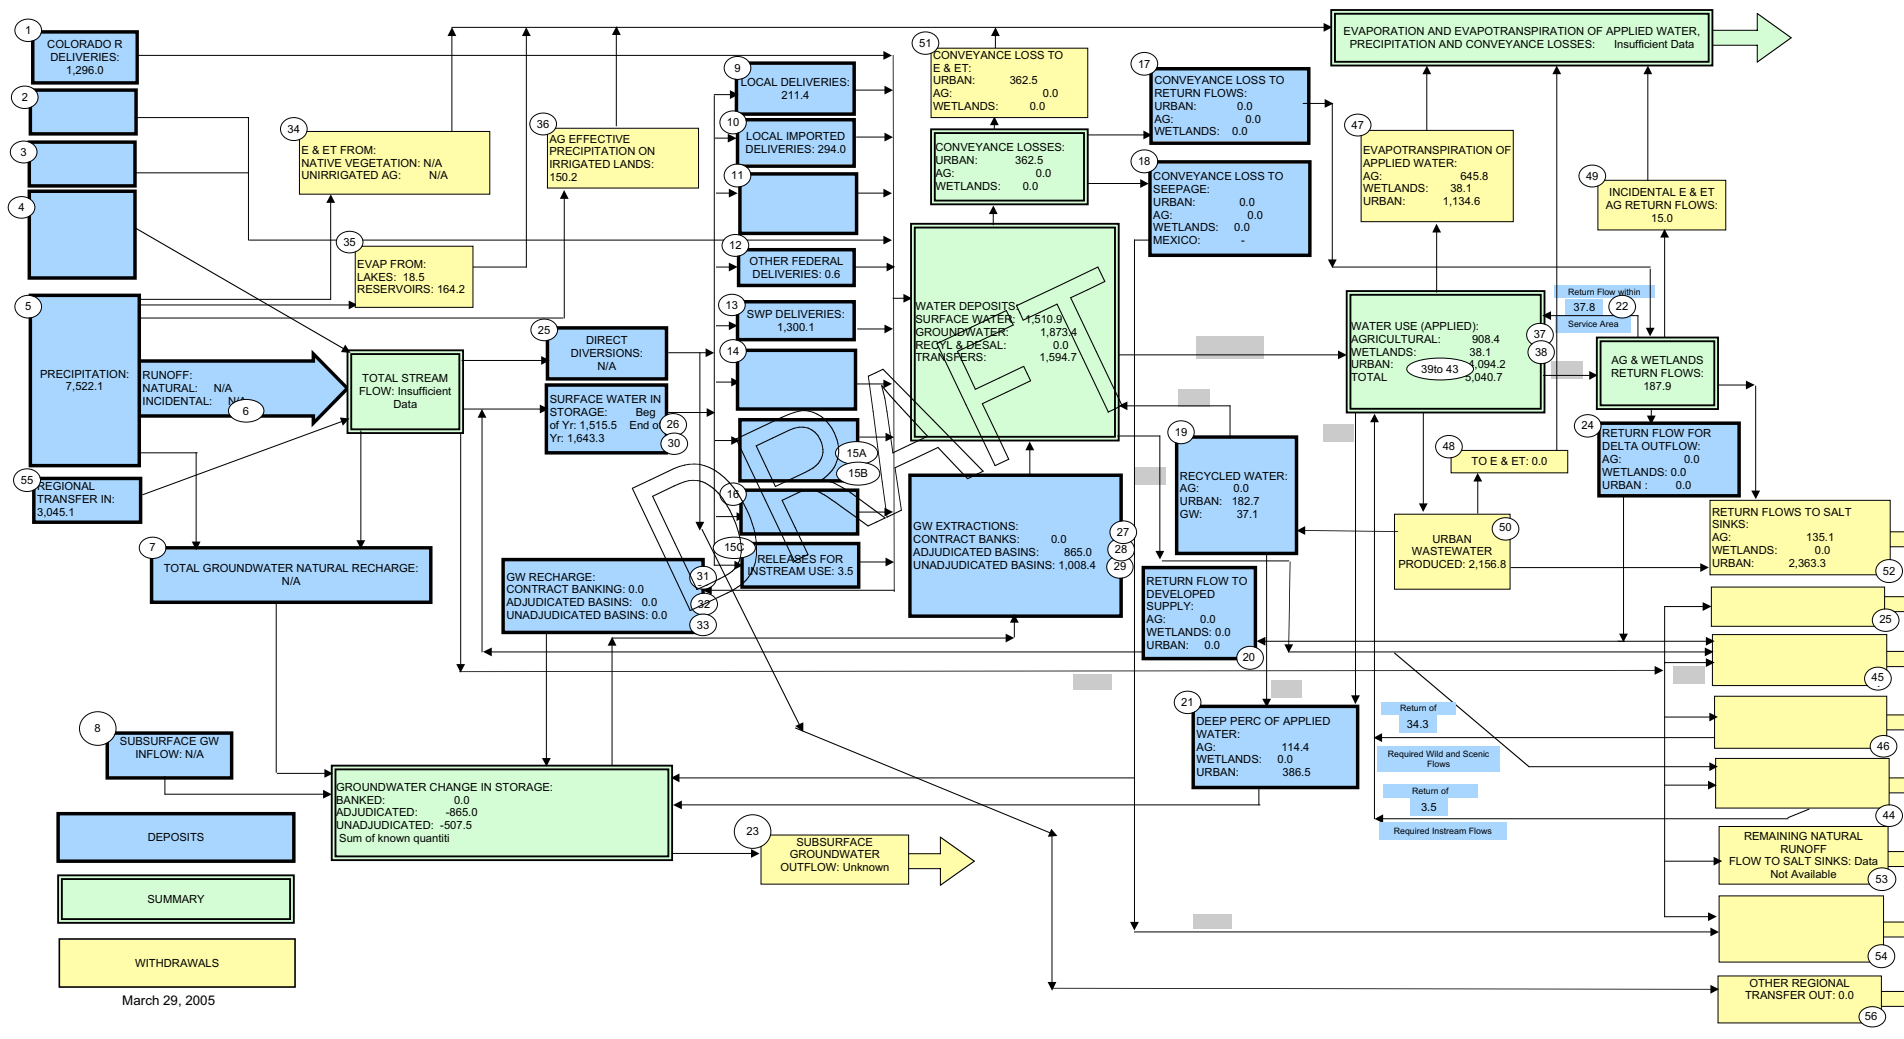 1
COLORADO R
DELIVERIES:
1,296.0
2
3
4
5
PRECIPITATION:
7,522.1
RUNOFF:
NATURAL: N/A
INCIDENTAL: N/A
6
55
REGIONAL
TRANSFER IN:
3,045.1
7
TOTAL GROUNDWATER NATURAL RECHARGE:
N/A
8
SUBSURFACE GW
INFLOW: N/A
34
E & ET FROM:
NATIVE VEGETATION: N/A
UNIRRIGATED AG: N/A
35
EVAP FROM:
LAKES: 18.5
RESERVOIRS: 164.2
36
AG EFFECTIVE
PRECIPITATION ON
IRRIGATED LANDS:
150.2
TOTAL STREAM
FLOW: Insufficient
Data
25
DIRECT
DIVERSIONS:
N/A
SURFACE WATER IN
STORAGE: Beg
of Yr: 1,515.5 End of
Yr: 1,643.3
26
30
GW RECHARGE:
CONTRACT BANKING: 0.0
ADJUDICATED BASINS: 0.0
UNADJUDICATED BASINS: 0.0
31
32
33
9
LOCAL DELIVERIES:
211.4
10
LOCAL IMPORTED
DELIVERIES: 294.0
11
12
OTHER FEDERAL
DELIVERIES: 0.6
13
SWP DELIVERIES:
1,300.1
14
15A
15B
16
15C
RELEASES FOR
INSTREAM USE: 3.5
51
CONVEYANCE LOSS TO
E & ET:
URBAN: 362.5
AG: 0.0
WETLANDS: 0.0
CONVEYANCE LOSSES:
URBAN: 362.5
AG: 0.0
WETLANDS: 0.0
WATER DEPOSITS:
SURFACE WATER: 1,510.9
GROUNDWATER: 1,873.4
RECYL & DESAL: 0.0
TRANSFERS: 1,594.7
DRAFT
GW EXTRACTIONS:
CONTRACT BANKS: 0.0
ADJUDICATED BASINS: 865.0
UNADJUDICATED BASINS: 1,008.4
27
28
29
17
CONVEYANCE LOSS TO
RETURN FLOWS:
URBAN: 0.0
AG: 0.0
WETLANDS: 0.0
18
CONVEYANCE LOSS TO
SEEPAGE:
URBAN: 0.0
AG: 0.0
WETLANDS: 0.0
MEXICO: -
19
RECYCLED WATER:
AG: 0.0
URBAN: 182.7
GW: 37.1
RETURN FLOW TO
DEVELOPED
SUPPLY:
AG: 0.0
WETLANDS: 0.0
URBAN: 0.0
20
21
DEEP PERC OF APPLIED
WATER:
AG: 114.4
WETLANDS: 0.0
URBAN: 386.5
EVAPORATION AND EVAPOTRANSPIRATION OF APPLIED WATER,
PRECIPITATION AND CONVEYANCE LOSSES: Insufficient Data
47
EVAPOTRANSPIRATION OF
APPLIED WATER:
AG: 645.8
WETLANDS: 38.1
URBAN: 1,134.6
49
INCIDENTAL E & ET
AG RETURN FLOWS:
15.0
Return Flow within
37.8
22
Service Area
WATER USE (APPLIED):
AGRICULTURAL: 908.4
WETLANDS: 38.1
URBAN: 4,094.2
TOTAL 5,040.7
37
38
39to 43
AG & WETLANDS
RETURN FLOWS:
187.9
24
RETURN FLOW FOR
DELTA OUTFLOW:
AG: 0.0
WETLANDS: 0.0
URBAN : 0.0
48
TO E & ET: 0.0
50
URBAN
WASTEWATER
PRODUCED: 2,156.8
RETURN FLOWS TO SALT
SINKS:
AG: 135.1
WETLANDS: 0.0
URBAN: 2,363.3
52
25
45
46
44
Return of
34.3
Required Wild and Scenic
Flows
Return of
3.5
Required Instream Flows
REMAINING NATURAL
RUNOFF
FLOW TO SALT SINKS: Data
Not Available
53
54
OTHER REGIONAL
TRANSFER OUT: 0.0
56
GROUNDWATER CHANGE IN STORAGE:
BANKED: 0.0
ADJUDICATED: -865.0
UNADJUDICATED: -507.5
Sum of known quantiti
23
SUBSURFACE
GROUNDWATER
OUTFLOW: Unknown
DEPOSITS
SUMMARY
WITHDRAWALS
March 29, 2005